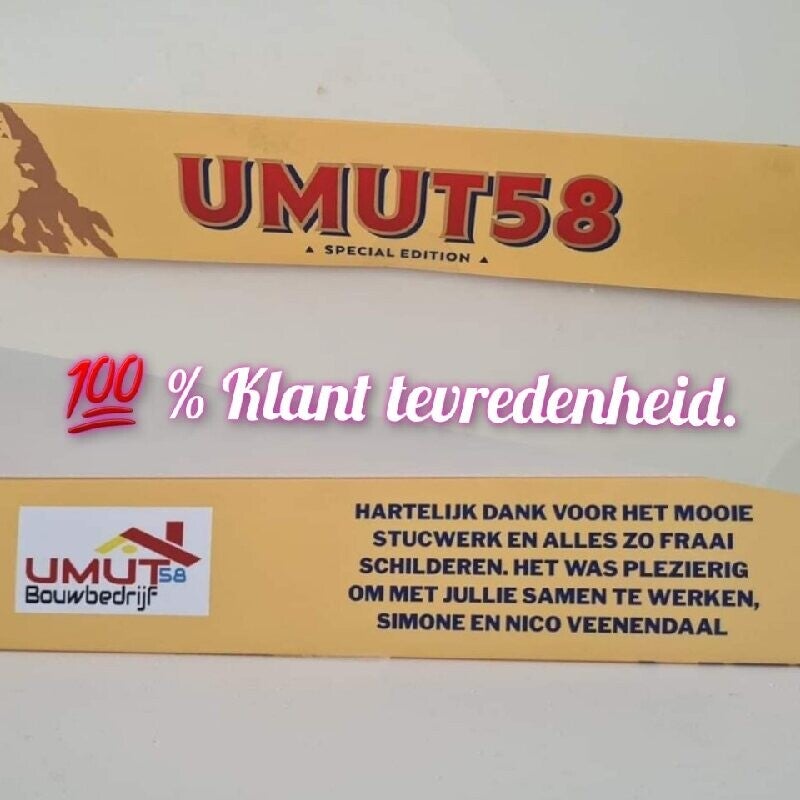 UMUT58
▲ SPECIAL EDITION ▲
💯 % Klant tevredenheid.
UMUT58
Bouwbedrijf
HARTELIJK DANK VOOR HET MOOIE
STUCWERK EN ALLES ZO FRAAI
SCHILDEREN. HET WAS PLEZIERIG
OM MET JULLIE SAMEN TE WERKEN,
SIMONE EN NICO VEENENDAAL